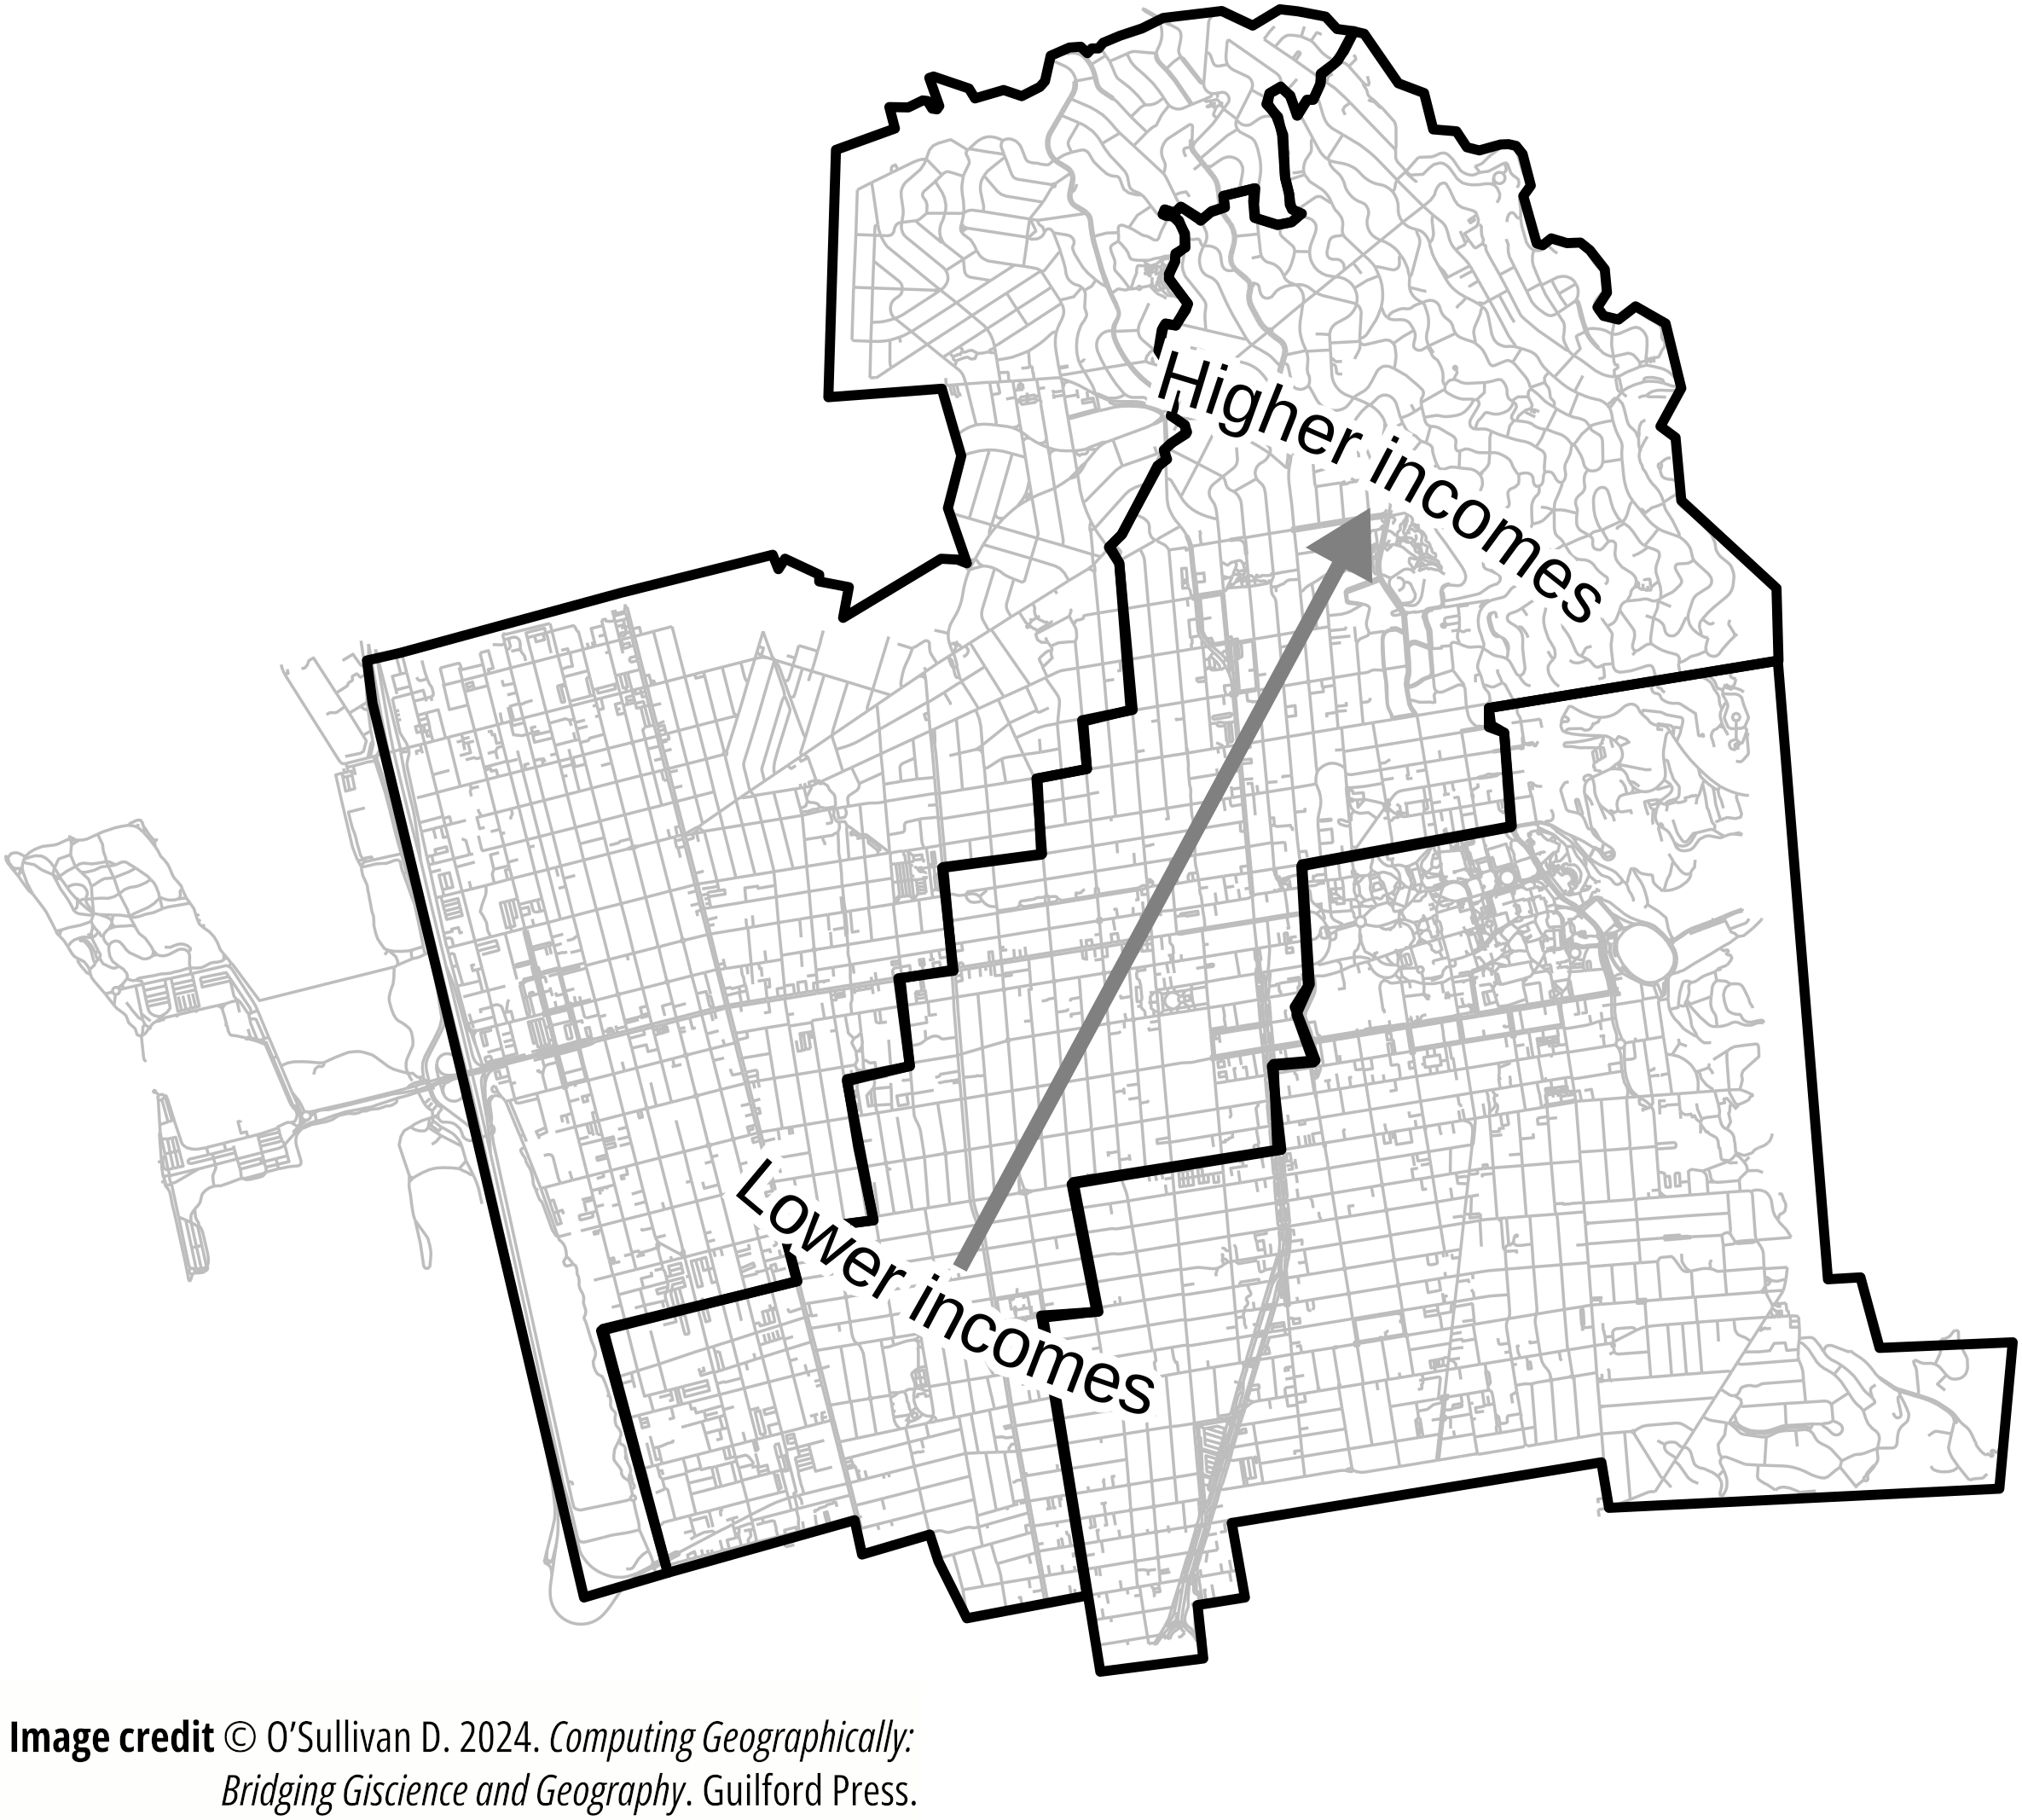 Higher incomes
Lower incomes
Image credit © O’Sullivan D. 2024. Computing Geographically:
Bridging Giscience and Geography. Guilford Press.